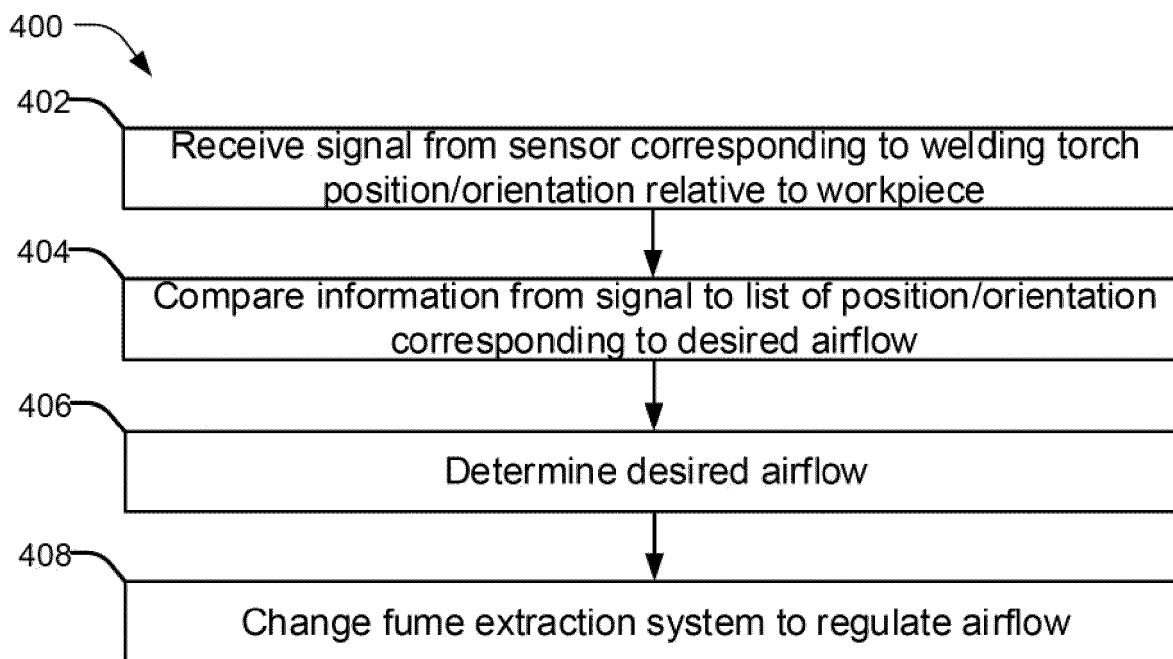 400
402
Receive signal from sensor corresponding to welding torch
position/orientation relative to workpiece
404
Compare information from signal to list of position/orientation
corresponding to desired airflow
406
Determine desired airflow
408
Change fume extraction system to regulate airflow